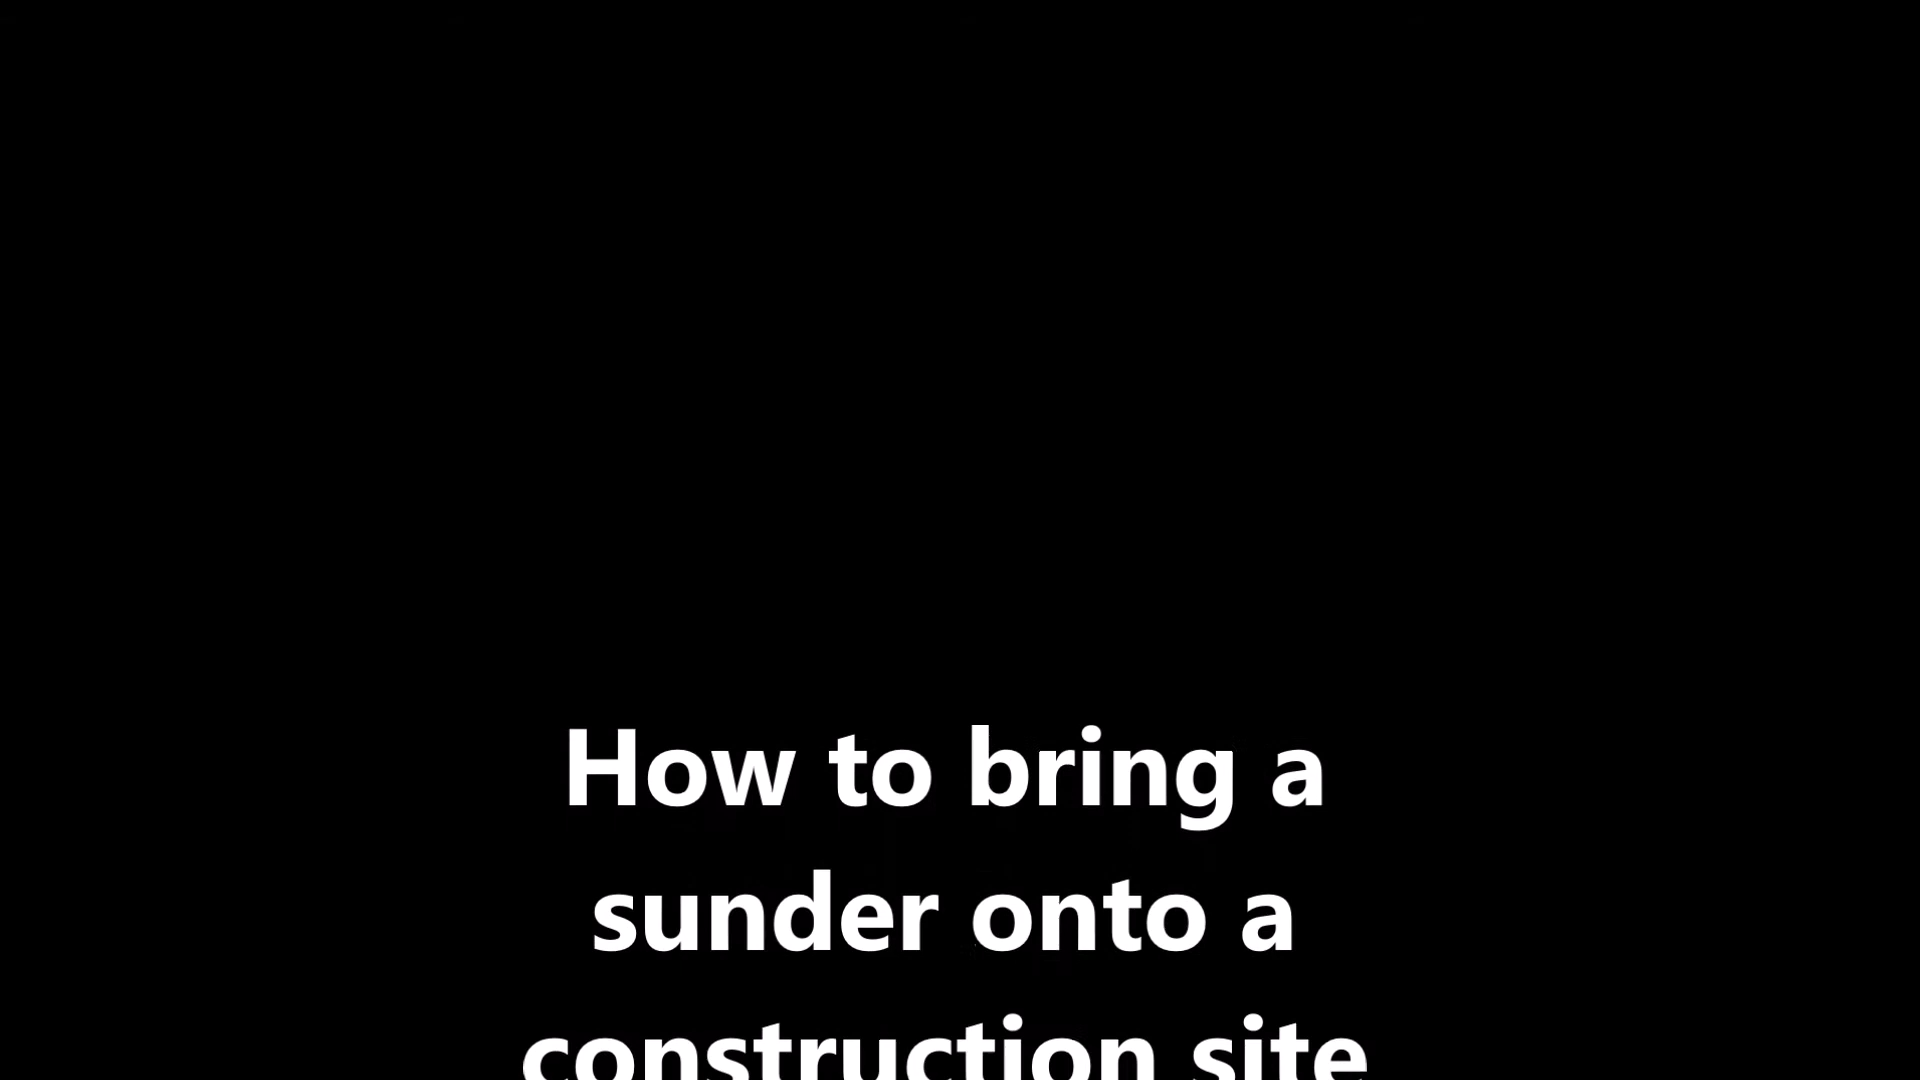 How to bring a
sunder onto a
construction site